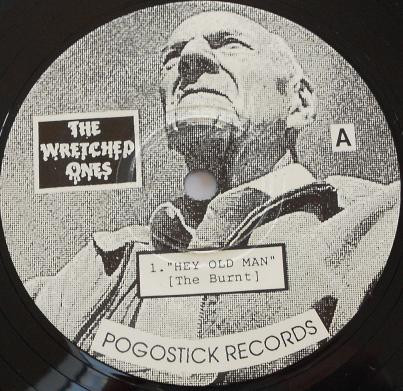 THE
WRETCHED
ONES
A
1."HEY OLD MAN"
[The Burnt]
POGOSTICK RECORDS